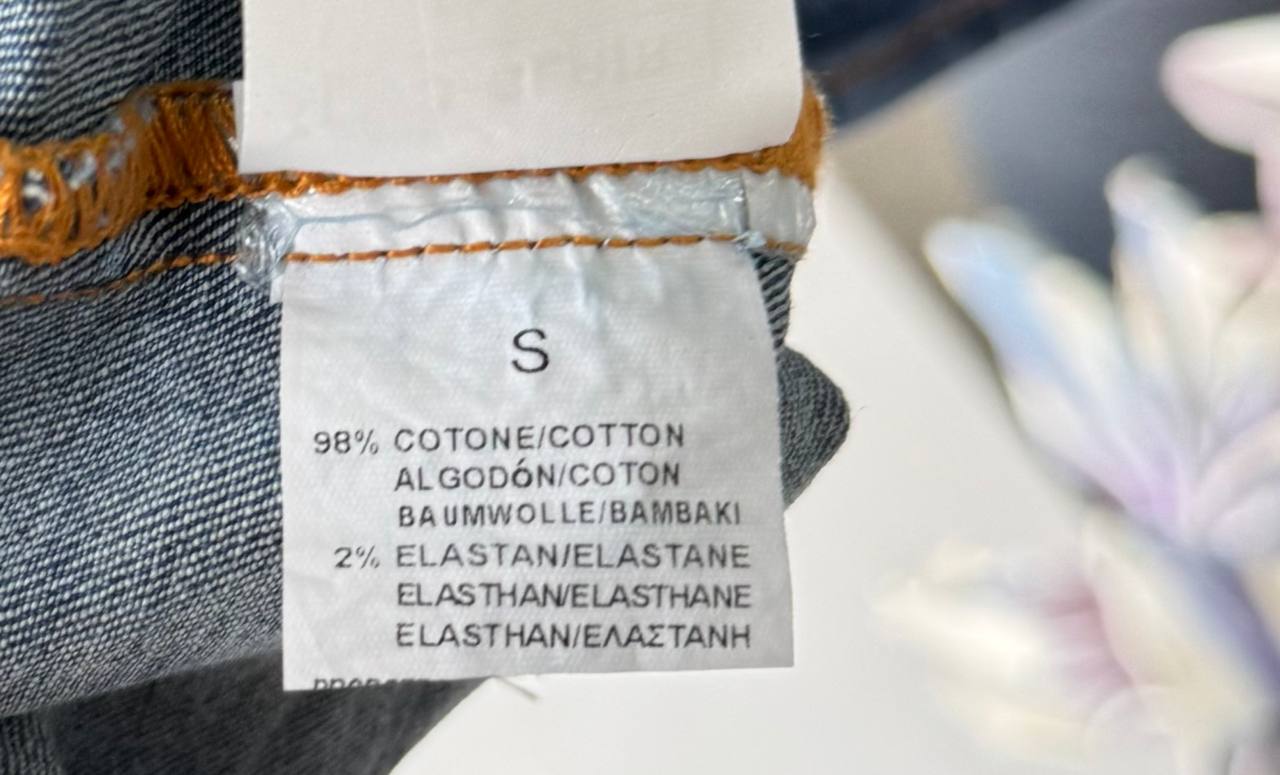 S
98% COTONE/COTTON
ALGODóN/COTON
BAUMWOLLE/BAMBAKI
2% ELASTAN/ELASTANE
ELASTHAN/ELASTHANE
ELASTHAN/ΕΛΑΣΤΑΝΗ